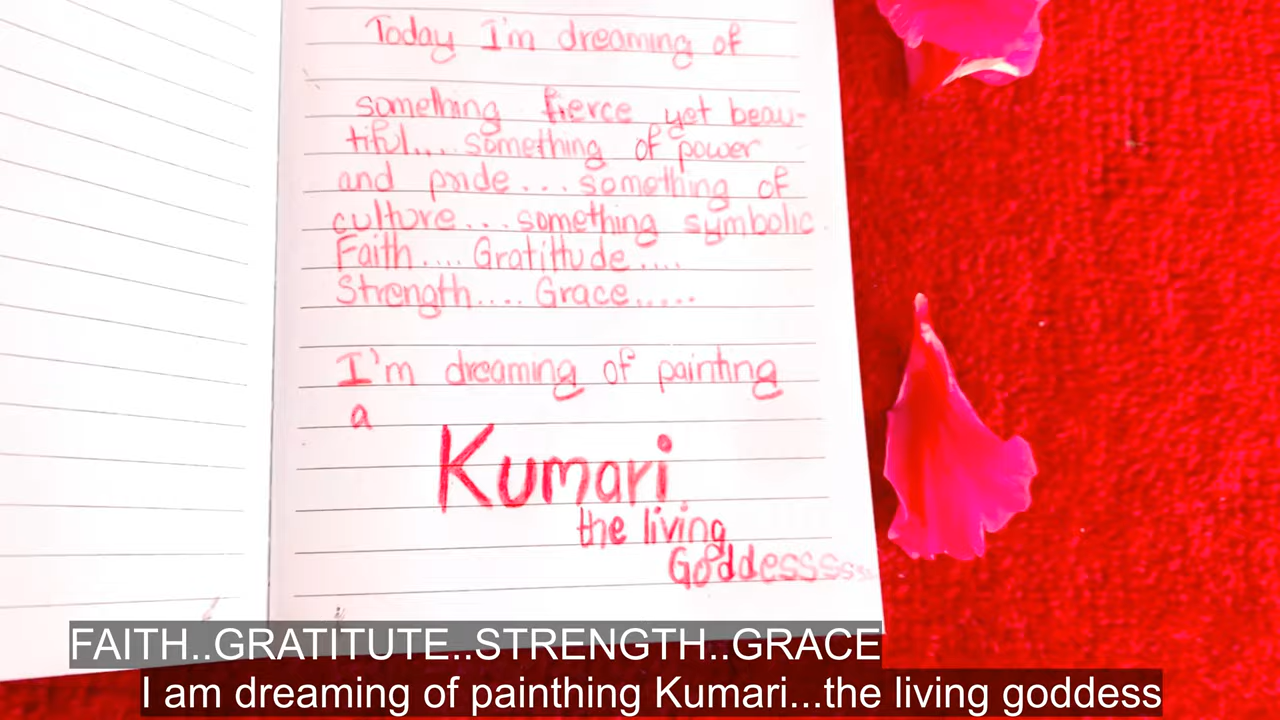 Today I'm dreaming of
something fierce yet beau-
tiful.... something of power
and pride... something of
culture... something symbolic.
Faith.... Gratittude....
Strength.... Grace.....
I'm dreaming of painting
a
Kumari
the living
Goddessssss
FAITH..GRATITUTE..STRENGTH..GRACE
I am dreaming of painthing Kumari...the living goddess